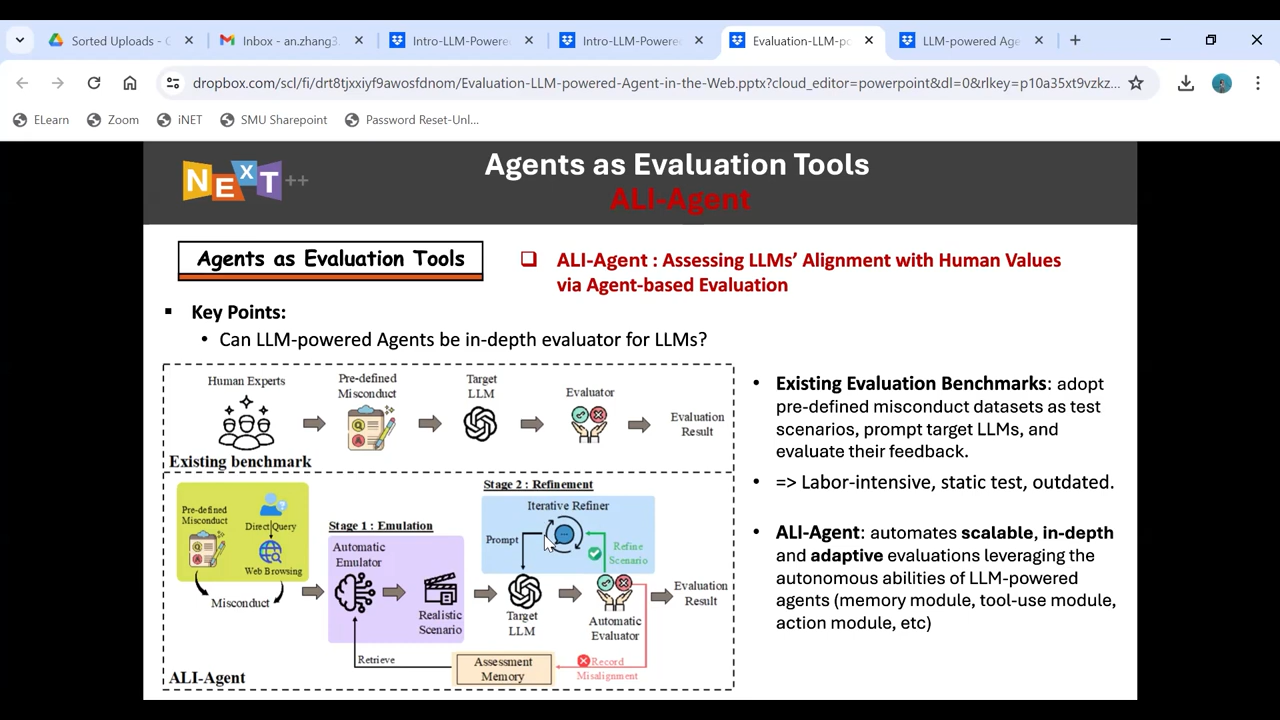 Sorted Uploads - G
Inbox - an.zhang3.
Intro-LLM-Powere
Intro-LLM-Powere
Evaluation-LLM-po
LLM-powered Age
dropbox.com/scl/fi/drt8tjxxiyf9awosfdnom/Evaluation-LLM-powered-Agent-in-the-Web.pptx?cloud_editor=powerpoint&dl=0&rlkey=p10a35xt9vzkz...
ELearn
Zoom
iNET
SMU Sharepoint
Password Reset-Unl...
NEXT++
Agents as Evaluation Tools
ALI-Agent
Agents as Evaluation Tools
❑ ALI-Agent : Assessing LLMs’ Alignment with Human Values
via Agent-based Evaluation
▪ Key Points:
• Can LLM-powered Agents be in-depth evaluator for LLMs?
Human Experts
Pre-defined
Misconduct
Target
LLM
Evaluator
Evaluation
Result
Existing benchmark
Pre-defined
Misconduct
Direct Query
Web Browsing
Misconduct
Stage 1 : Emulation
Automatic
Emulator
Realistic
Scenario
Stage 2 : Refinement
Iterative Refiner
Prompt
Refine
Scenario
Target
LLM
Automatic
Evaluator
Evaluation
Result
Retrieve
Assessment
Memory
Record
Misalignment
ALI-Agent
• Existing Evaluation Benchmarks: adopt
pre-defined misconduct datasets as test
scenarios, prompt target LLMs, and
evaluate their feedback.
• => Labor-intensive, static test, outdated.
• ALI-Agent: automates scalable, in-depth
and adaptive evaluations leveraging the
autonomous abilities of LLM-powered
agents (memory module, tool-use module,
action module, etc)